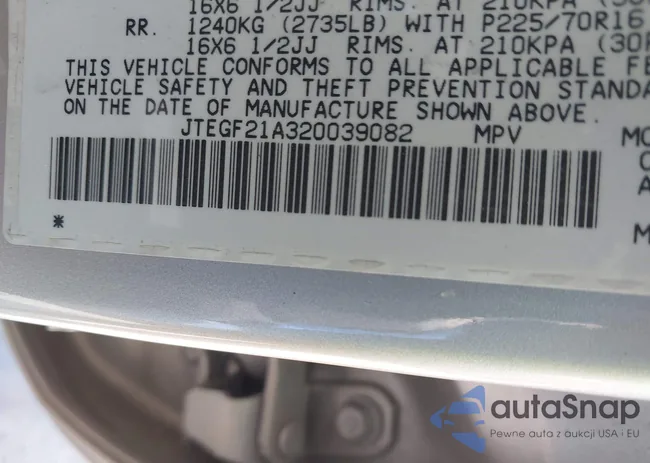 16X6 1/2JJ RIMS. AT 210KPA
RR. 1240KG (2735LB) WITH P225/70R16
16X6 1/2JJ RIMS. AT 210KPA
THIS VEHICLE CONFORMS TO ALL APPLICABLE FE
VEHICLE SAFETY AND THEFT PREVENTION STANDA
ON THE DATE OF MANUFACTURE SHOWN ABOVE.
JTEGF21A320039082 MPV
*
autaSnap
Pewne auta z aukcji USA i EU